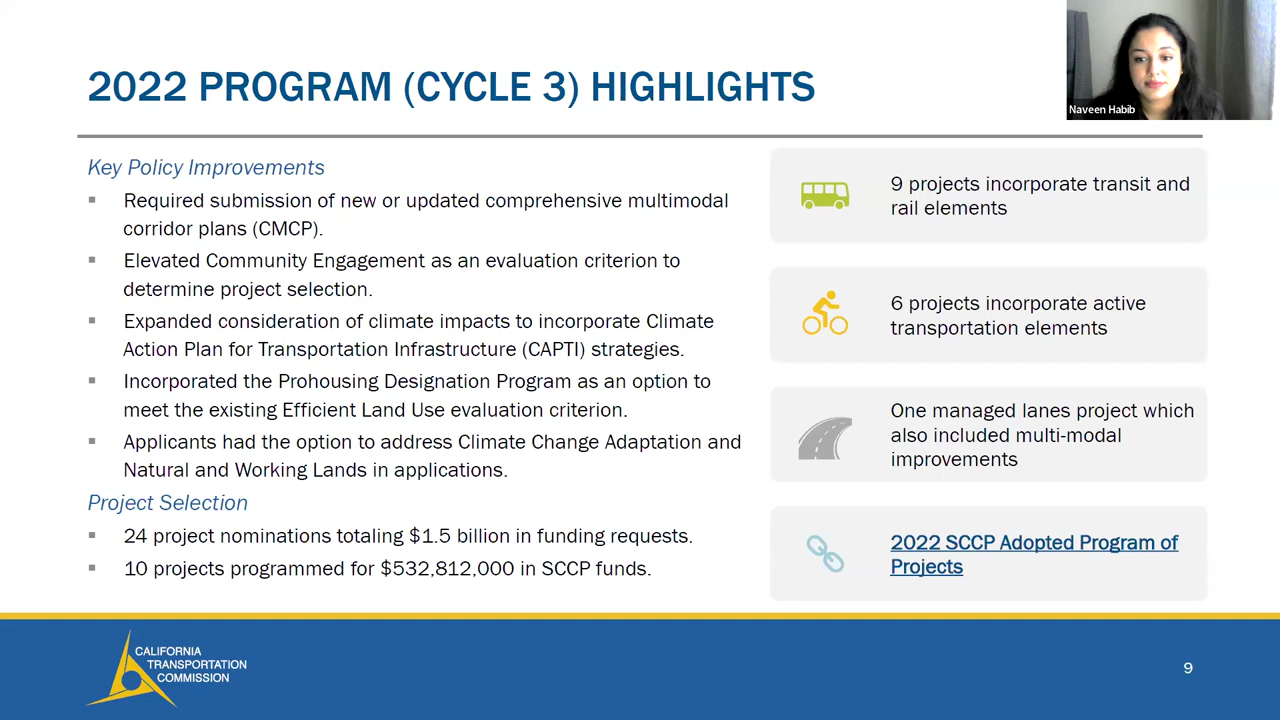 2022 PROGRAM (CYCLE 3) HIGHLIGHTS
Naveen Habib
Key Policy Improvements
▪ Required submission of new or updated comprehensive multimodal
corridor plans (CMCP).
▪ Elevated Community Engagement as an evaluation criterion to
determine project selection.
▪ Expanded consideration of climate impacts to incorporate Climate
Action Plan for Transportation Infrastructure (CAPTI) strategies.
▪ Incorporated the Prohousing Designation Program as an option to
meet the existing Efficient Land Use evaluation criterion.
▪ Applicants had the option to address Climate Change Adaptation and
Natural and Working Lands in applications.
Project Selection
▪ 24 project nominations totaling $1.5 billion in funding requests.
▪ 10 projects programmed for $532,812,000 in SCCP funds.
9 projects incorporate transit and
rail elements
6 projects incorporate active
transportation elements
One managed lanes project which
also included multi-modal
improvements
2022 SCCP Adopted Program of
Projects
CALIFORNIA
TRANSPORTATION
COMMISSION
9